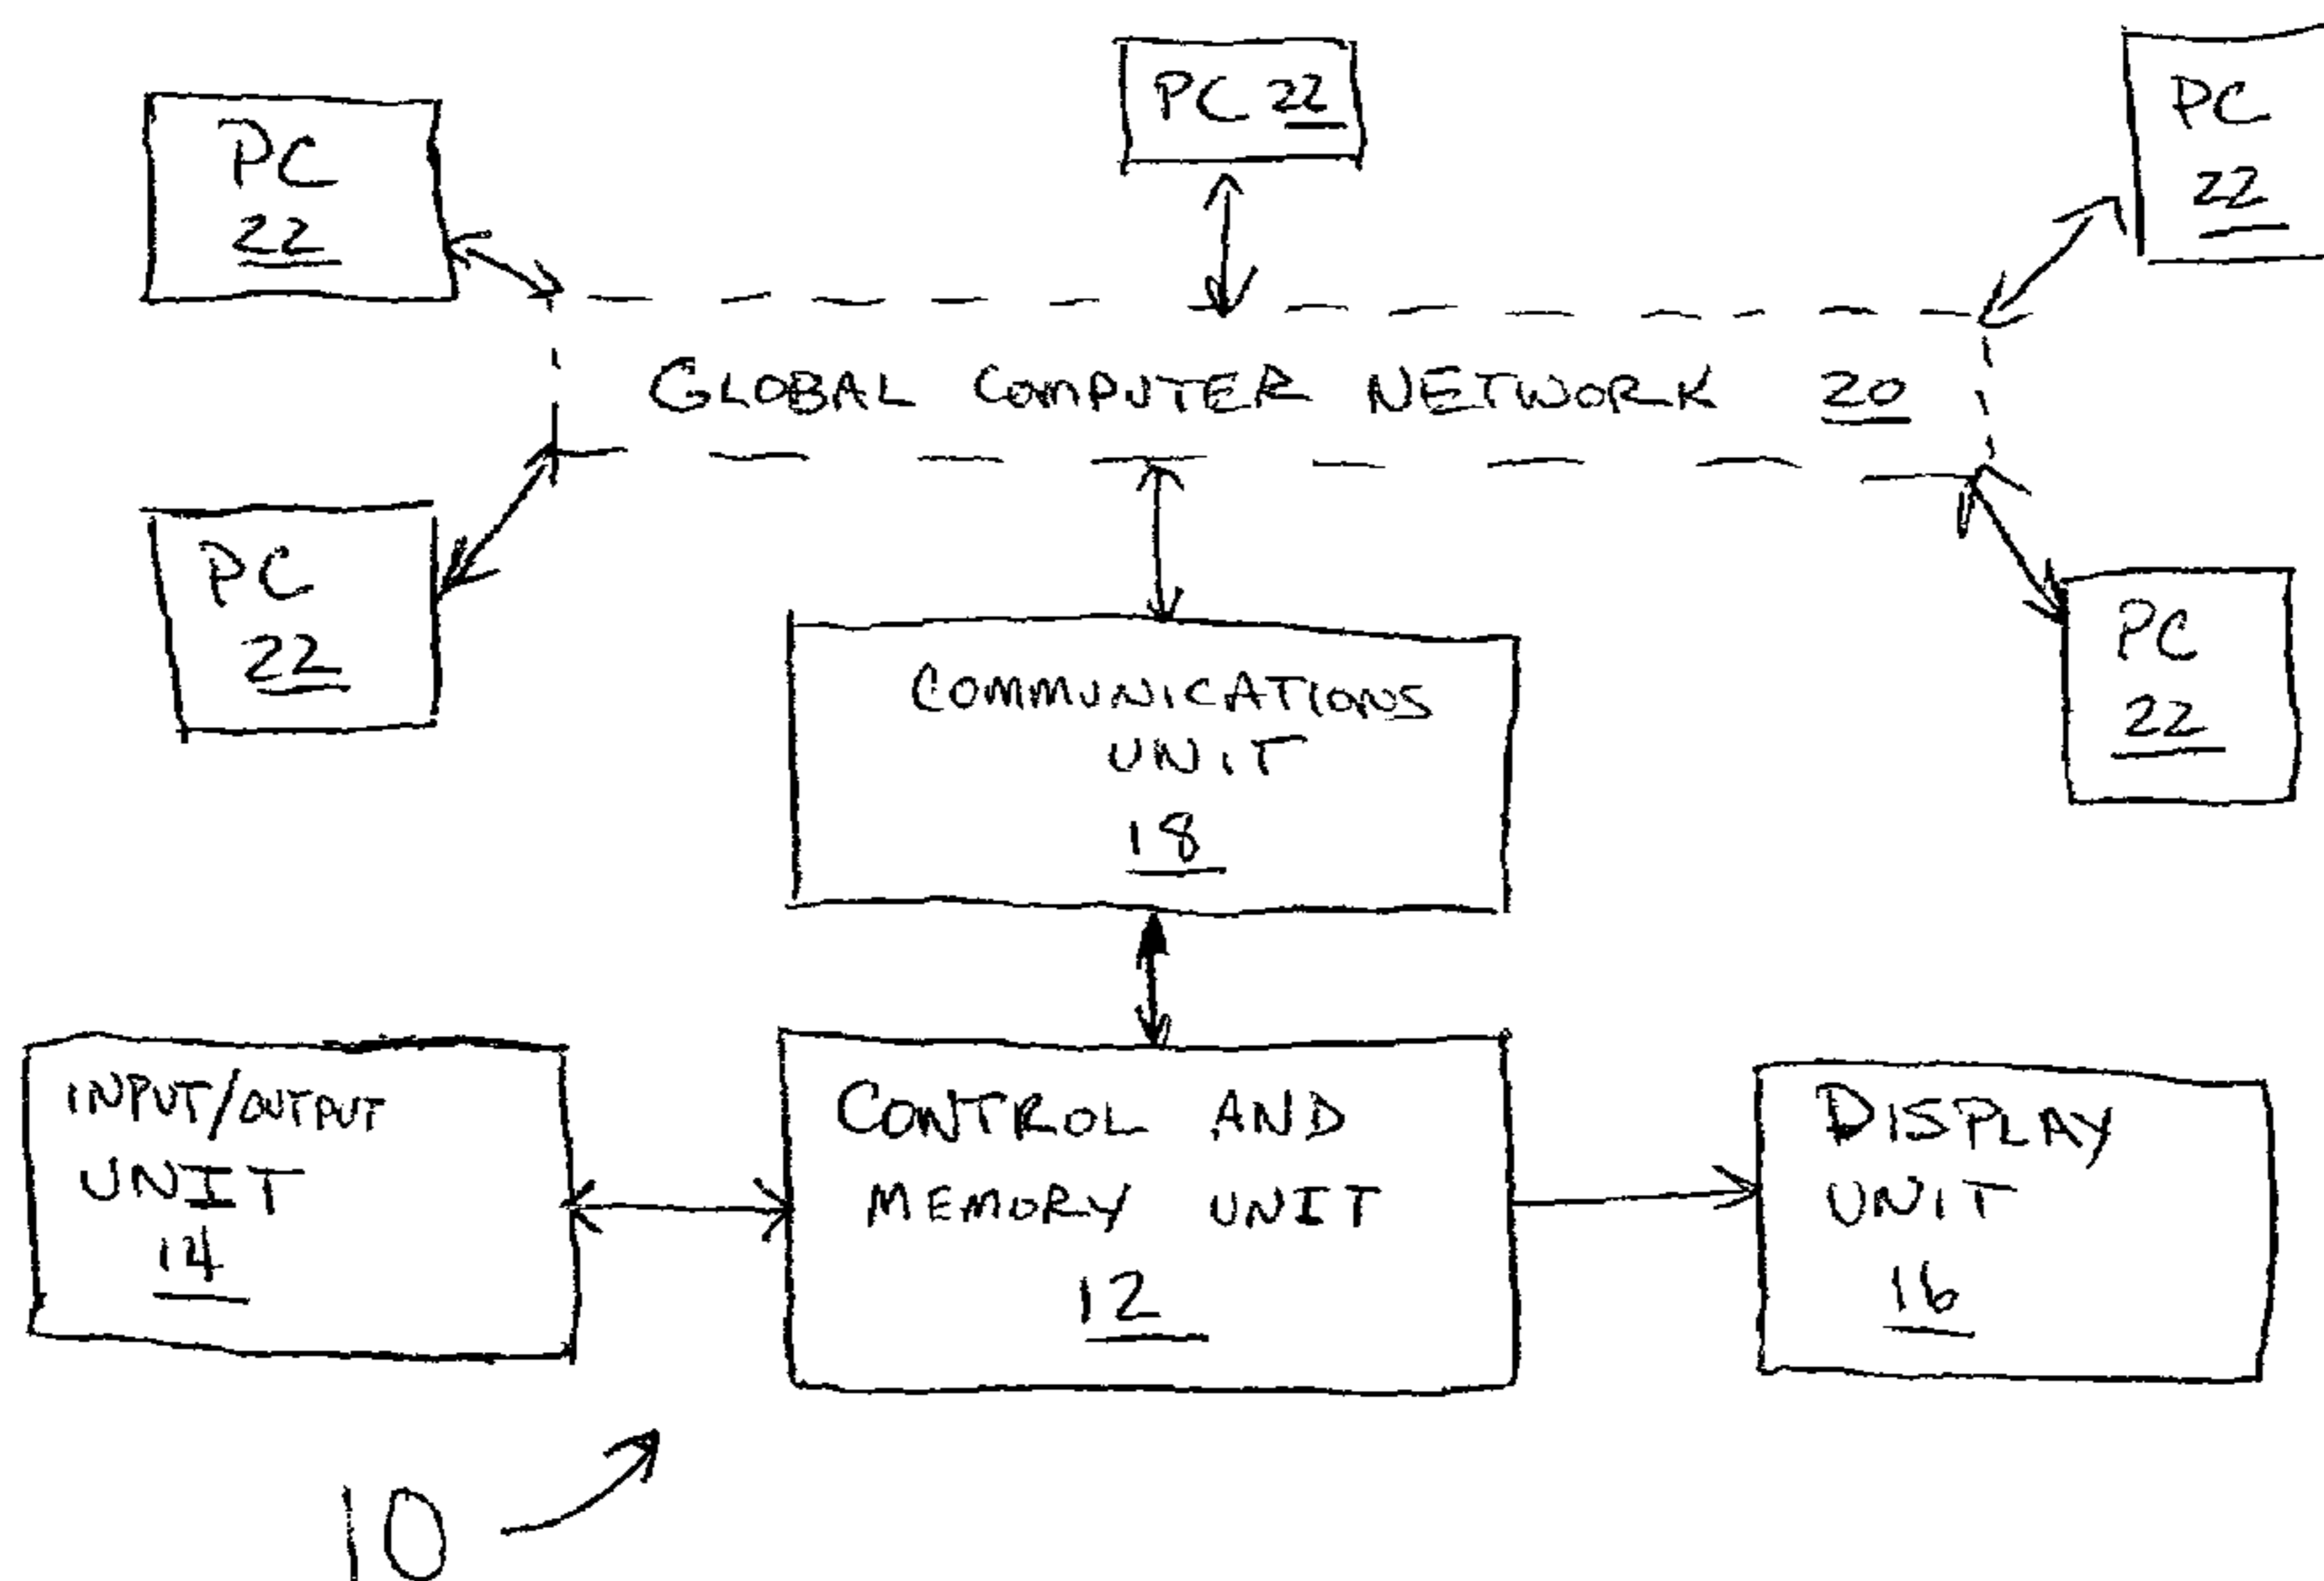 PC 22
PC
22
PC
22
GLOBAL COMPUTER NETWORK 20
PC
22
PC
22
COMMUNICATIONS
UNIT
18
INPUT/OUTPUT
UNIT
14
CONTROL AND
MEMORY UNIT
12
DISPLAY
UNIT
16
10